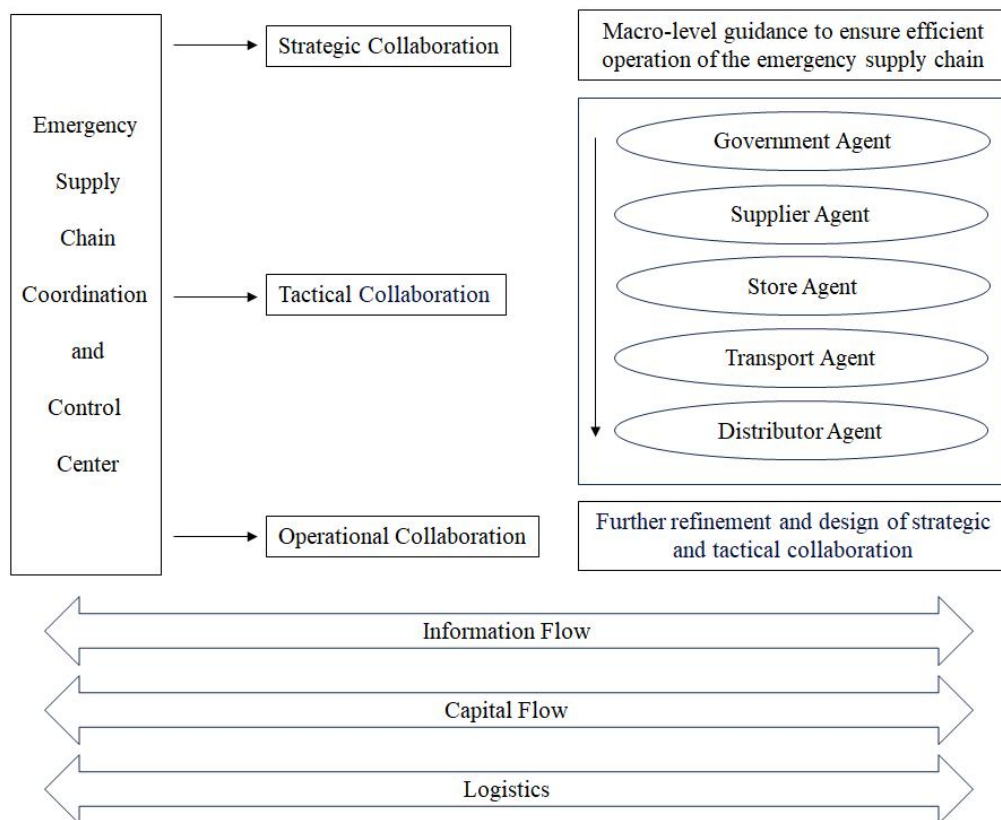 Emergency
Supply
Chain
Coordination
and
Control
Center
Strategic Collaboration
Macro-level guidance to ensure efficient
operation of the emergency supply chain
Tactical Collaboration
Government Agent
Supplier Agent
Store Agent
Transport Agent
Distributor Agent
Operational Collaboration
Further refinement and design of strategic
and tactical collaboration
Information Flow
Capital Flow
Logistics